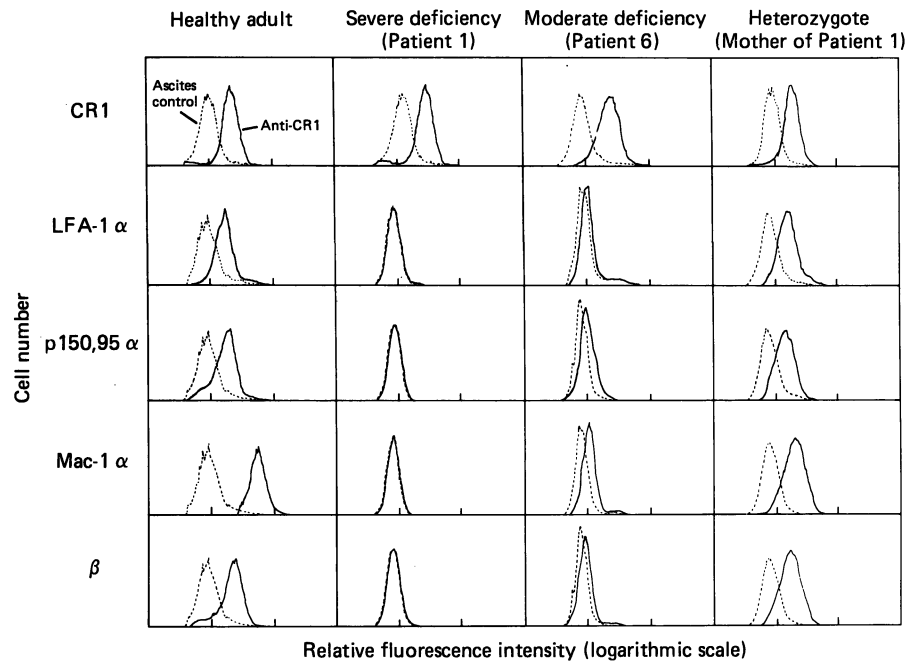 Healthy adult
Severe deficiency
(Patient 1)
Moderate deficiency
(Patient 6)
Heterozygote
(Mother of Patient 1)
CR1
Ascites
control
Anti-CR1
LFA-1 α
p150,95 α
Mac-1 α
β
Cell number
Relative fluorescence intensity (logarithmic scale)